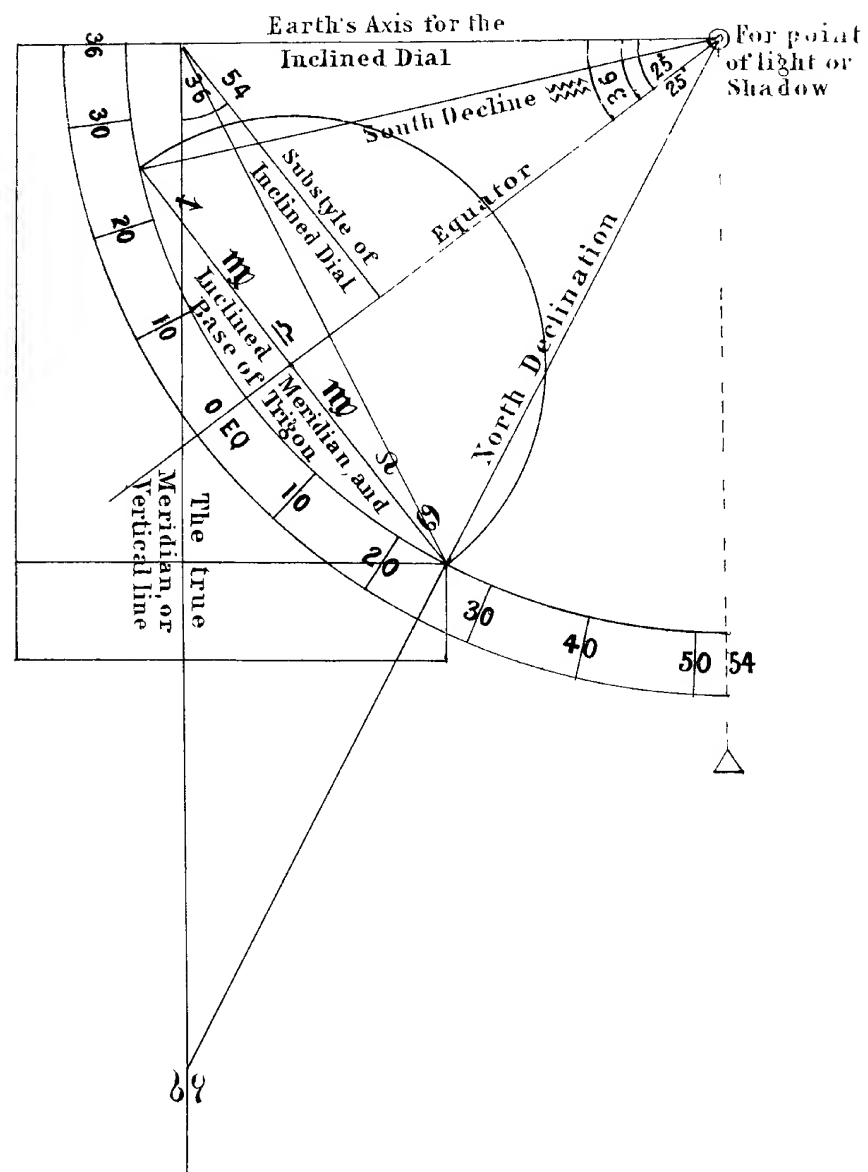 Earth's Axis for the
Inclined Dial
For point
of light or
Shadow
36
30
20
10
0 EQ
10
20
30
40
50
54
36
54
36
25
25
South Decline ♒
Substyle of
Inclined Dial
Equator
North Declination
♐
♏
♎
♍
♌
♋
Inclined Meridian, and
Base of Trigon
The true
Meridian, or
Vertical line